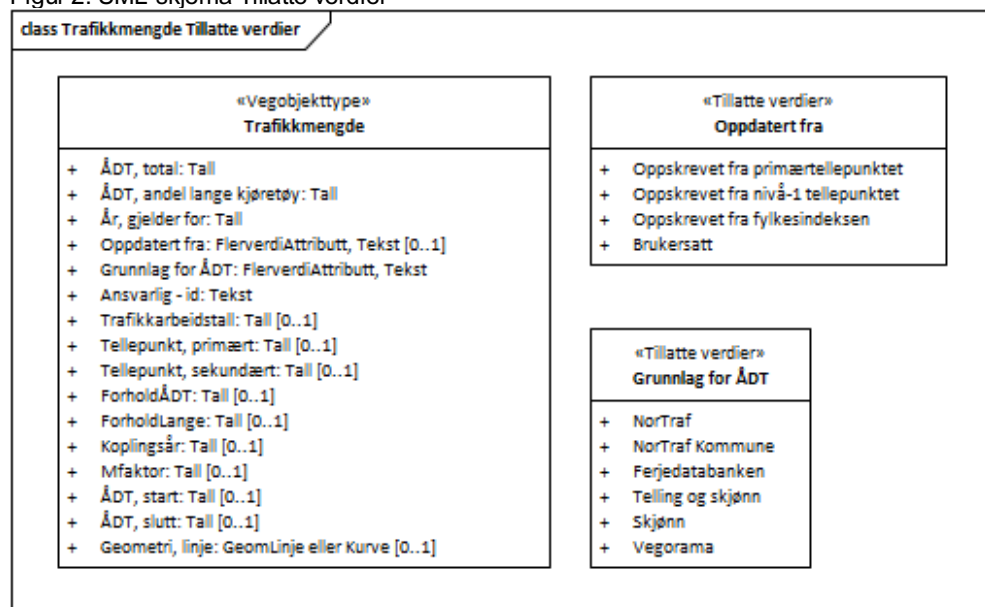 Figur 2: UML-skjema Tillatte verdier
class Trafikkmengde Tillatte verdier
«Vegobjekttype»
Trafikkmengde
+ ÅDT, total: Tall
+ ÅDT, andel lange kjøretøy: Tall
+ År, gjelder for: Tall
+ Oppdatert fra: FlerverdiAttributt, Tekst [0..1]
+ Grunnlag for ÅDT: FlerverdiAttributt, Tekst
+ Ansvarlig - id: Tekst
+ Trafikkarbeidstall: Tall [0..1]
+ Tellepunkt, primært: Tall [0..1]
+ Tellepunkt, sekundært: Tall [0..1]
+ ForholdÅDT: Tall [0..1]
+ ForholdLange: Tall [0..1]
+ Koplingsår: Tall [0..1]
+ Mfaktor: Tall [0..1]
+ ÅDT, start: Tall [0..1]
+ ÅDT, slutt: Tall [0..1]
+ Geometri, linje: GeomLinje eller Kurve [0..1]
«Tillatte verdier»
Oppdatert fra
+ Oppskrevet fra primærtellepunktet
+ Oppskrevet fra nivå-1 tellepunktet
+ Oppskrevet fra fylkesindeksen
+ Brukersatt
«Tillatte verdier»
Grunnlag for ÅDT
+ NorTraf
+ NorTraf Kommune
+ Ferjedatabanken
+ Telling og skjønn
+ Skjønn
+ Vegorama